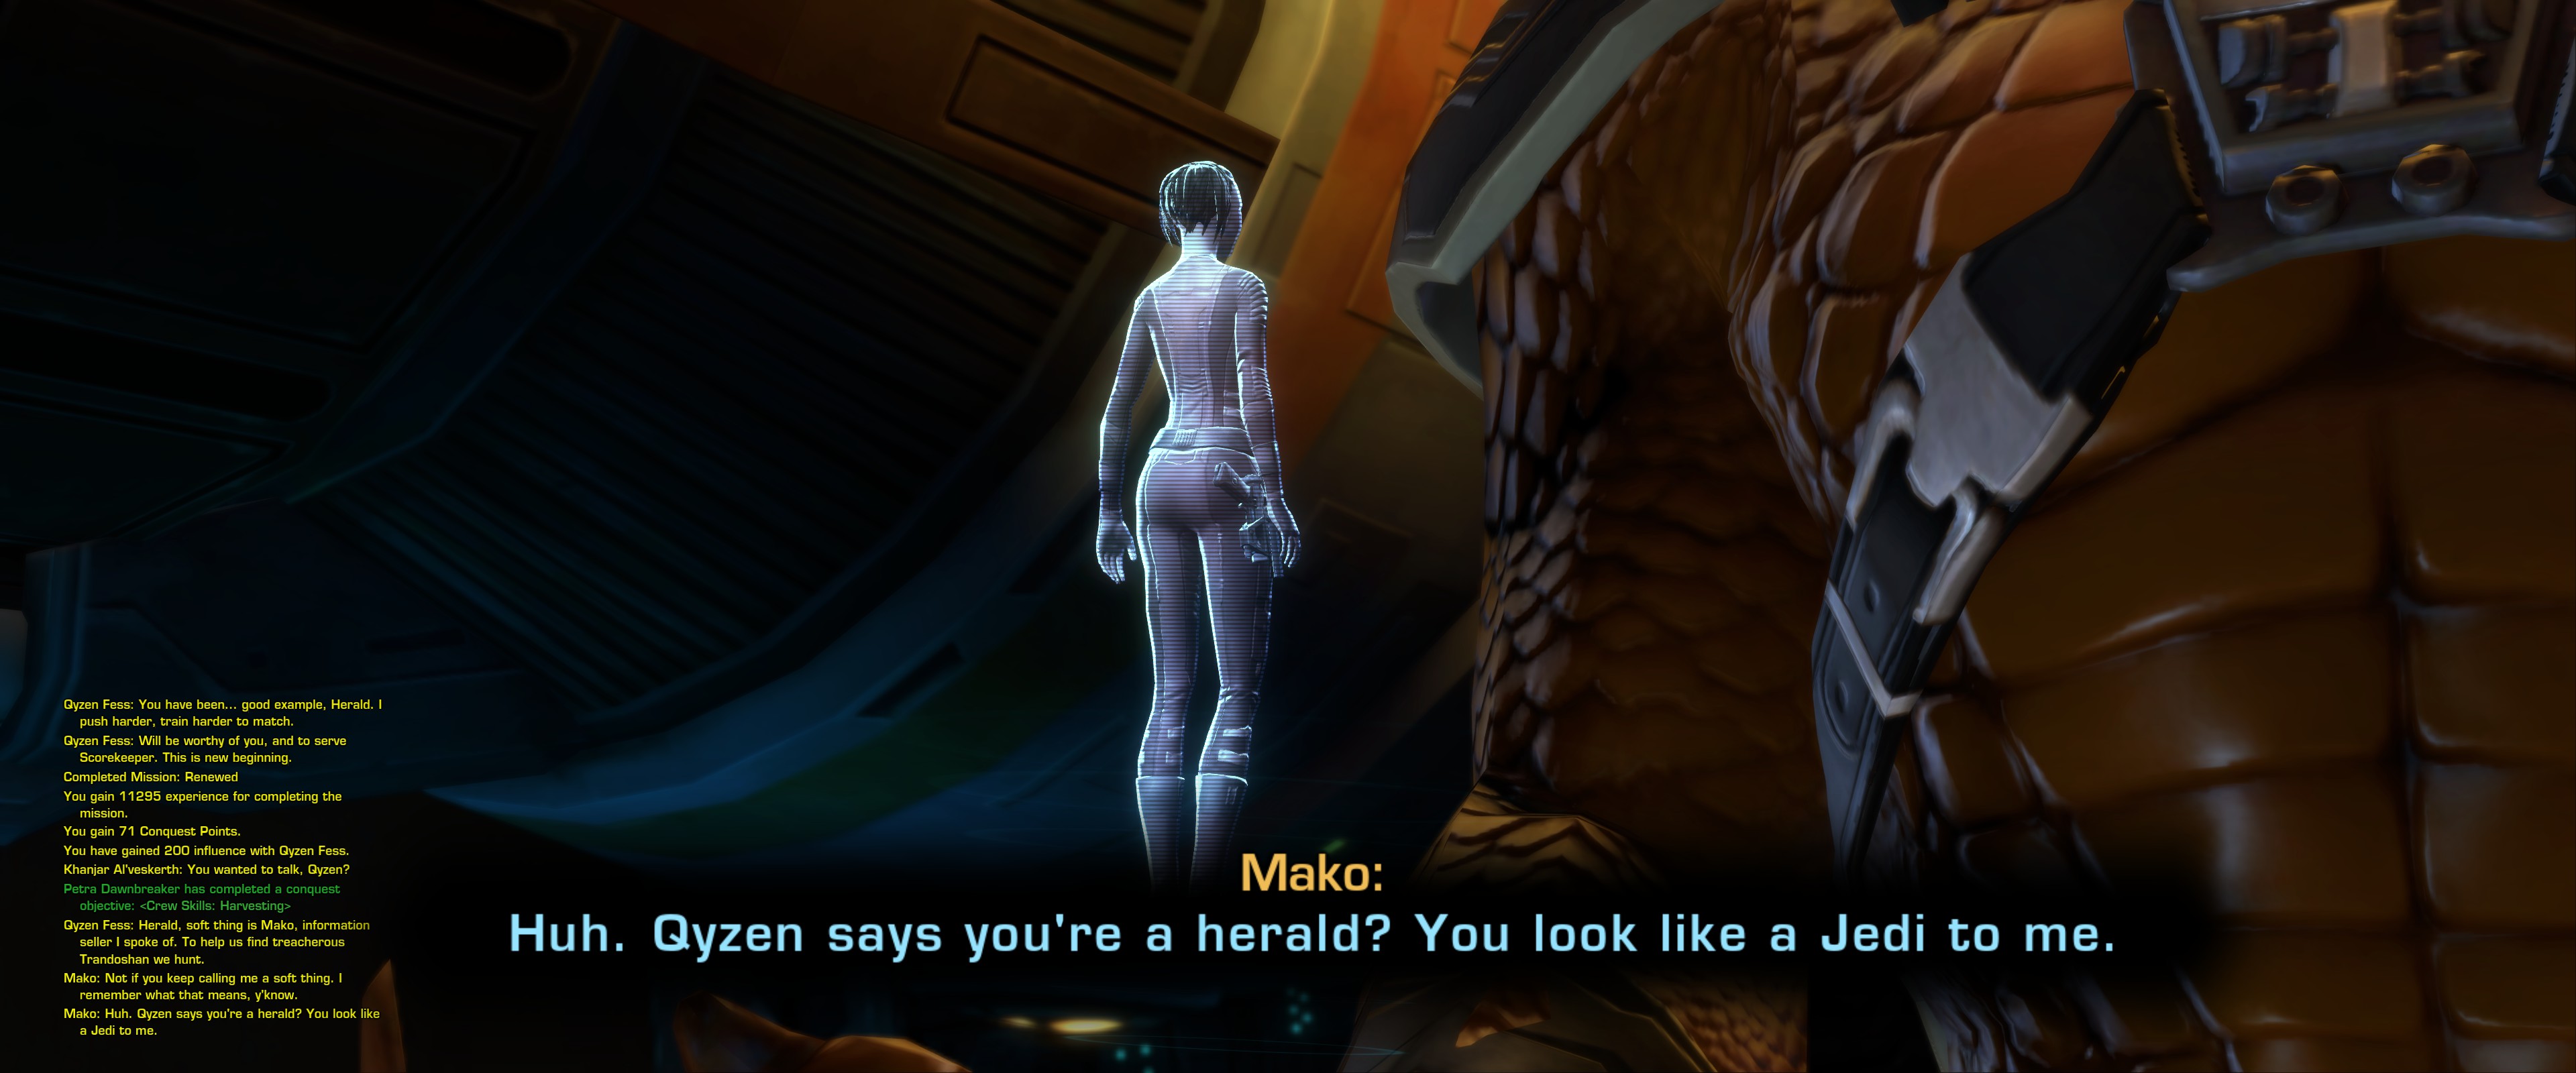 Qyzen Fess: You have been... good example, Herald. I
push harder, train harder to match.
Qyzen Fess: Will be worthy of you, and to serve
Scorekeeper. This is new beginning.
Completed Mission: Renewed
You gain 11295 experience for completing the
mission.
You gain 71 Conquest Points.
You have gained 200 influence with Qyzen Fess.
Khanjar Al'veskerth: You wanted to talk, Qyzen?
Petra Dawnbreaker has completed a conquest
objective: <Crew Skills: Harvesting>
Qyzen Fess: Herald, soft thing is Mako, information
seller I spoke of. To help us find treacherous
Trandoshan we hunt.
Mako: Not if you keep calling me a soft thing. I
remember what that means, y'know.
Mako: Huh. Qyzen says you're a herald? You look like
a Jedi to me.
Mako:
Huh. Qyzen says you're a herald? You look like a Jedi to me.